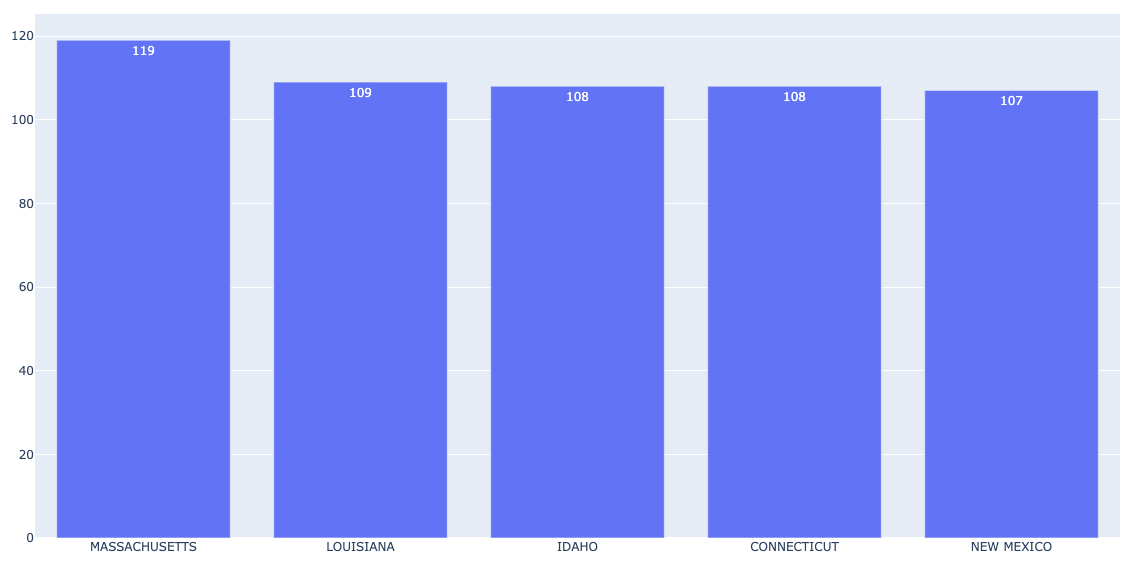 120
100
80
60
40
20
0
119
109
108
108
107
MASSACHUSETTS
LOUISIANA
IDAHO
CONNECTICUT
NEW MEXICO